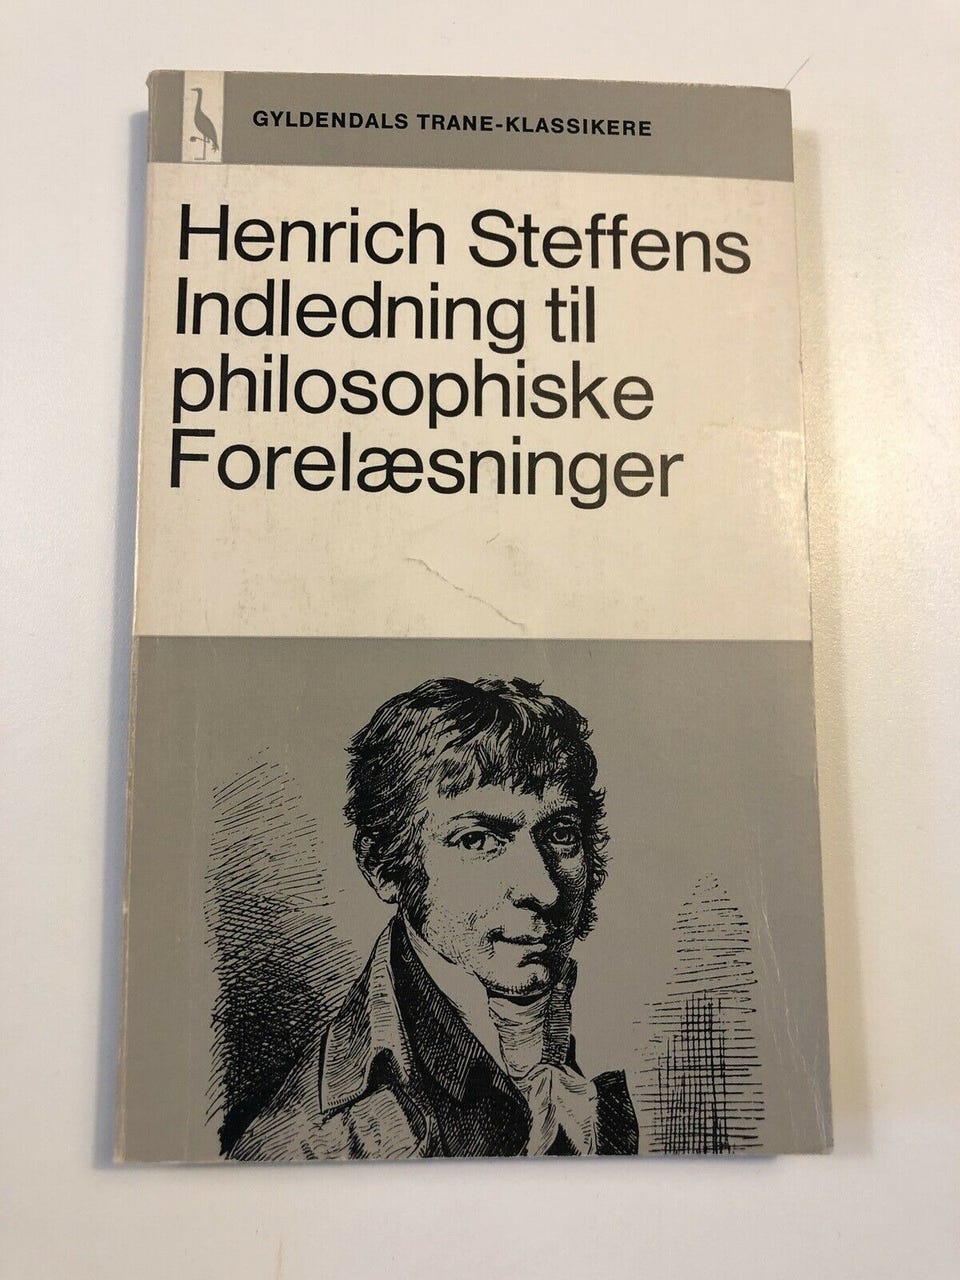 GYLDENDALS TRANE-KLASSIKERE
Henrich Steffens
Indledning til
philosophiske
Forelæsninger